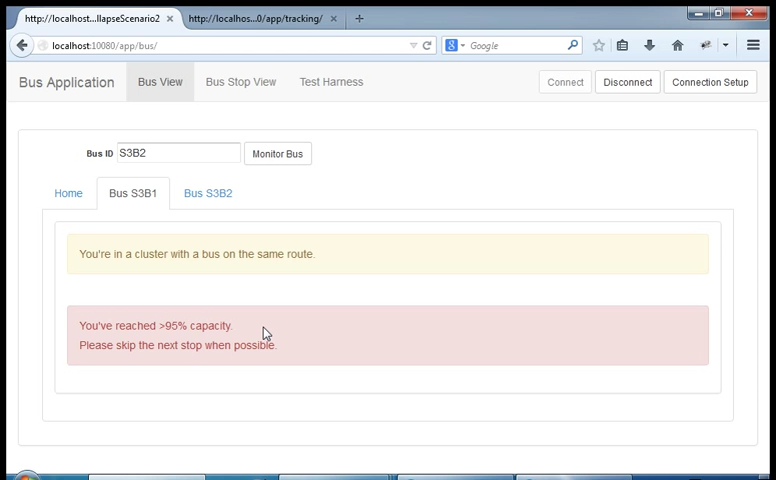 http://localhost...llapseScenario2
http://localhos...0/app/tracking/
localhost:10080/app/bus/
Google
Bus Application
Bus View
Bus Stop View
Test Harness
Connect
Disconnect
Connection Setup
Bus ID
S3B2
Monitor Bus
Home
Bus S3B1
Bus S3B2
You're in a cluster with a bus on the same route.
You've reached >95% capacity.
Please skip the next stop when possible.